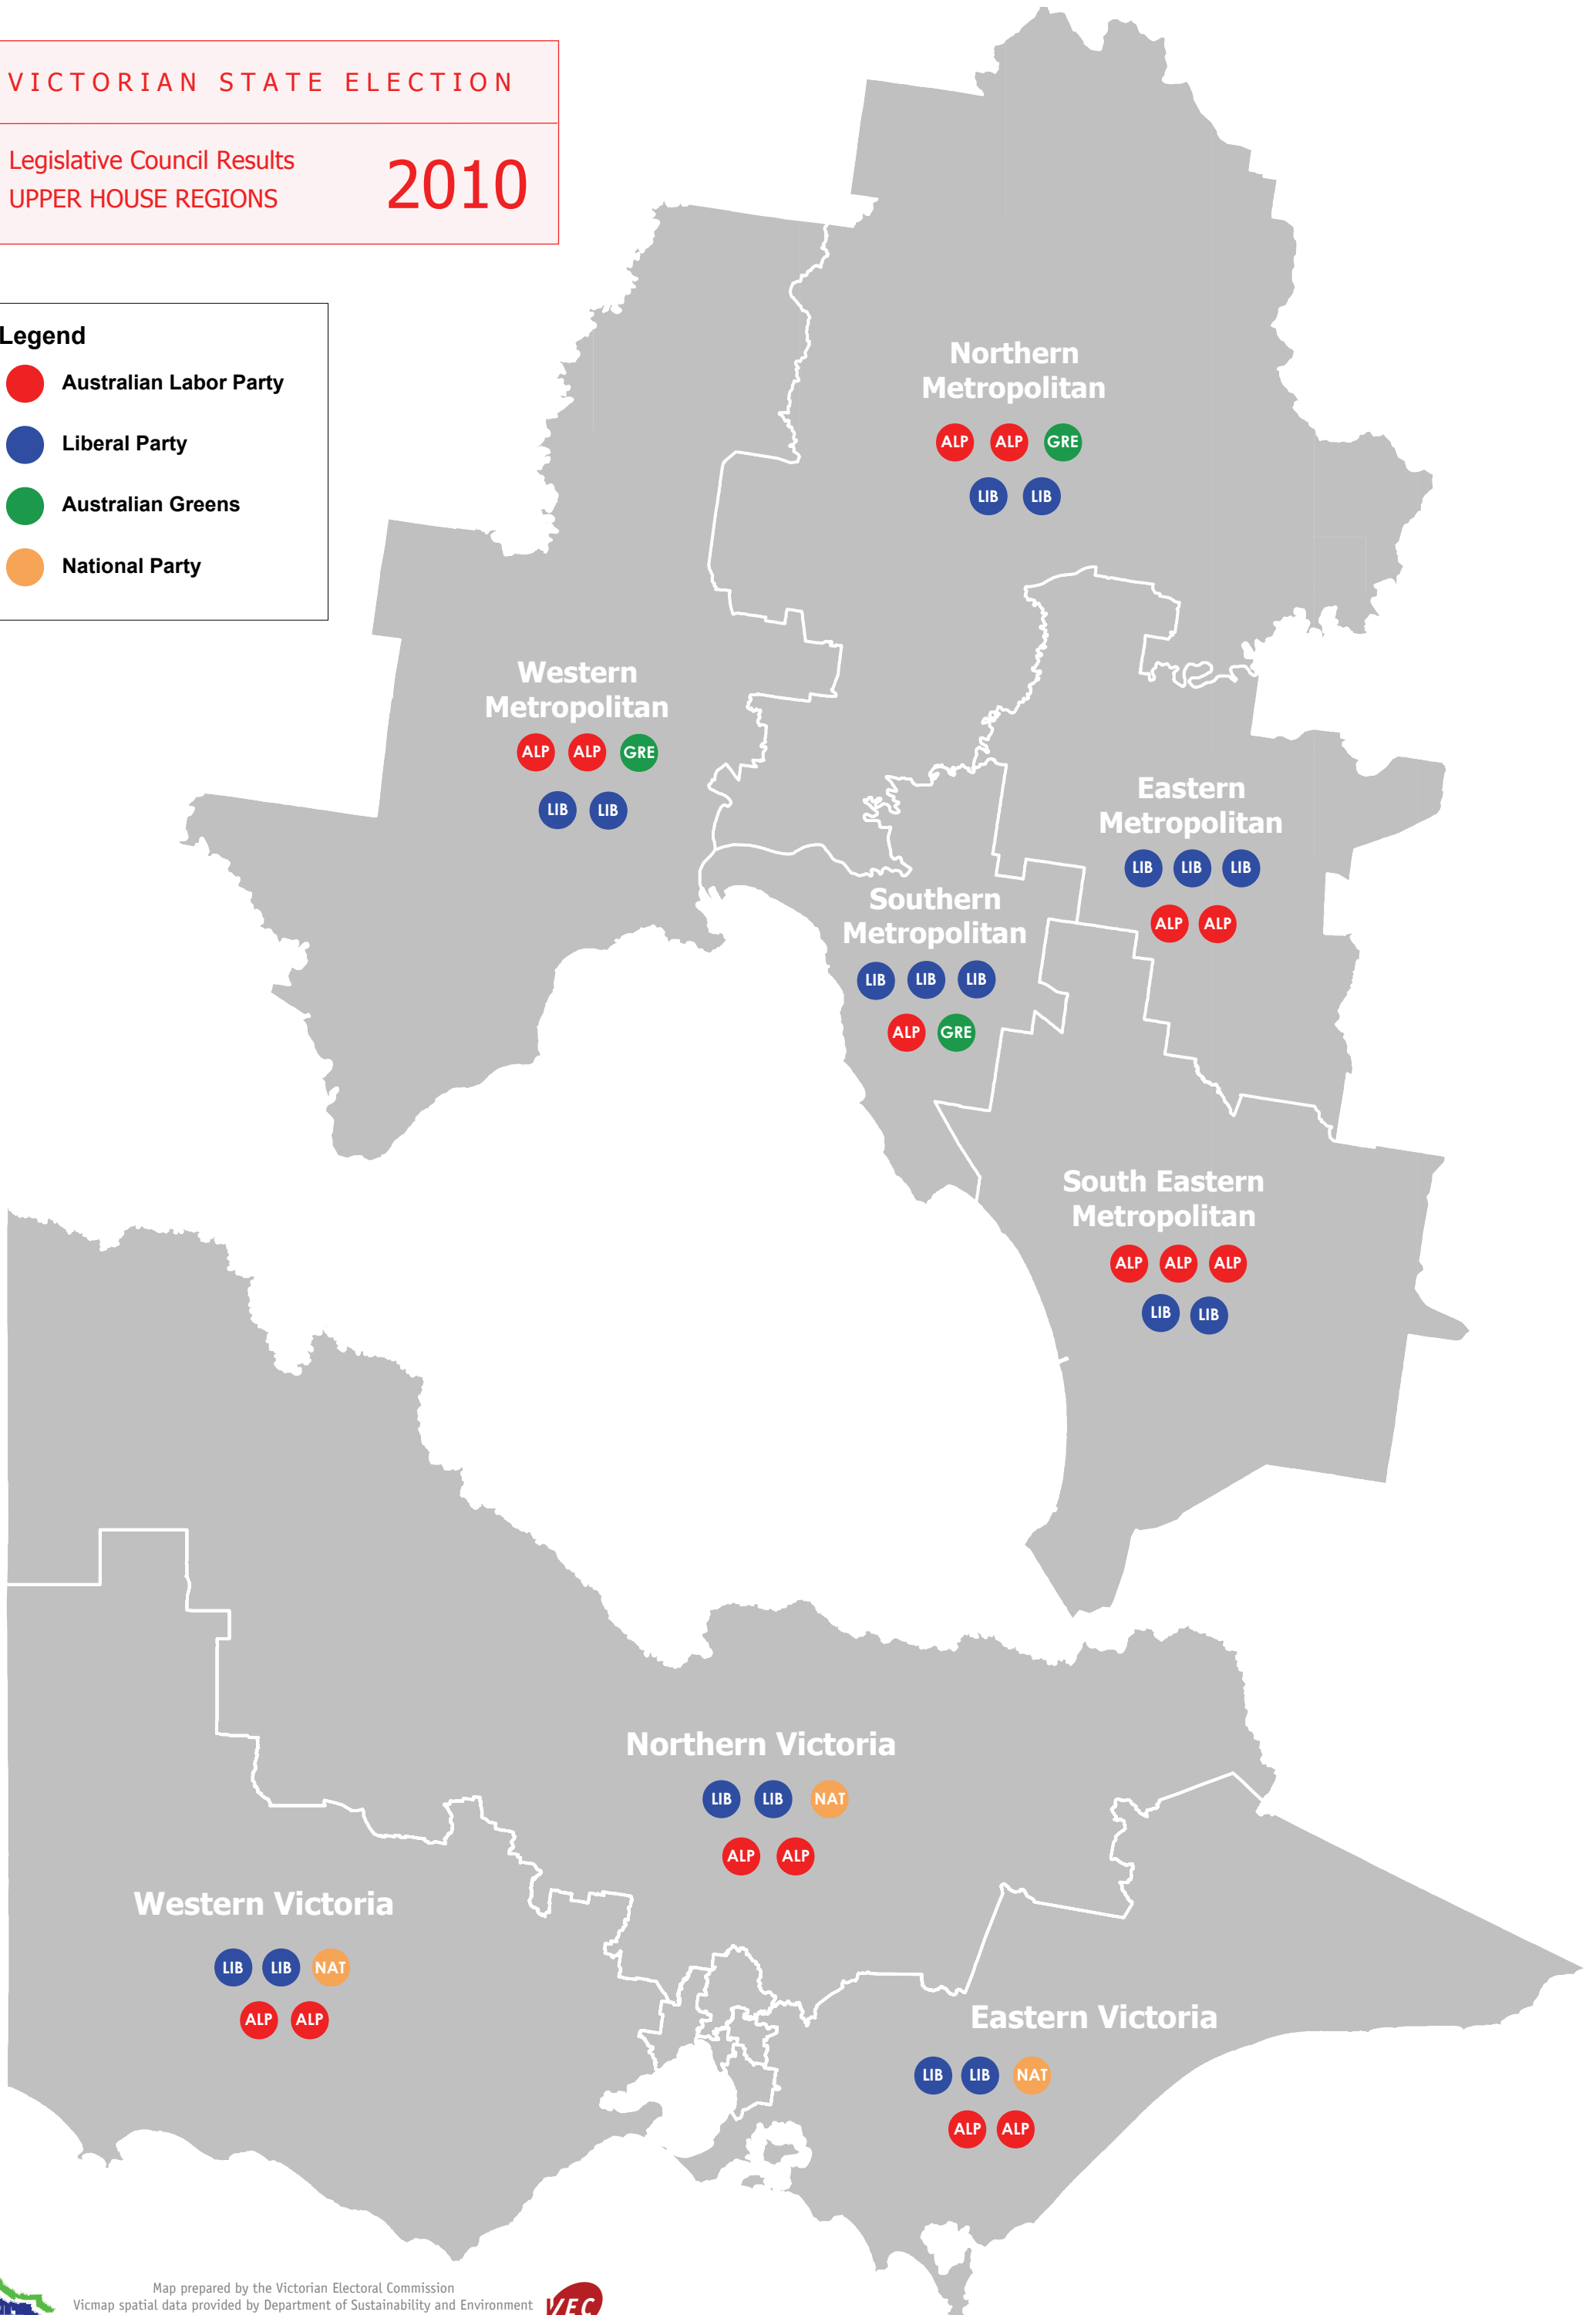 VICTORIAN STATE ELECTION
Legislative Council Results
UPPER HOUSE REGIONS
2010
Legend
Australian Labor Party
Liberal Party
Australian Greens
National Party
Northern
Metropolitan
ALP ALP GRE
LIB LIB
Western
Metropolitan
ALP ALP GRE
LIB LIB
Eastern
Metropolitan
LIB LIB LIB
ALP ALP
Southern
Metropolitan
LIB LIB LIB
ALP GRE
South Eastern
Metropolitan
ALP ALP ALP
LIB LIB
Northern Victoria
LIB LIB NAT
ALP ALP
Western Victoria
LIB LIB NAT
ALP ALP
Eastern Victoria
LIB LIB NAT
ALP ALP
Map prepared by the Victorian Electoral Commission
Vicmap spatial data provided by Department of Sustainability and Environment
VEC